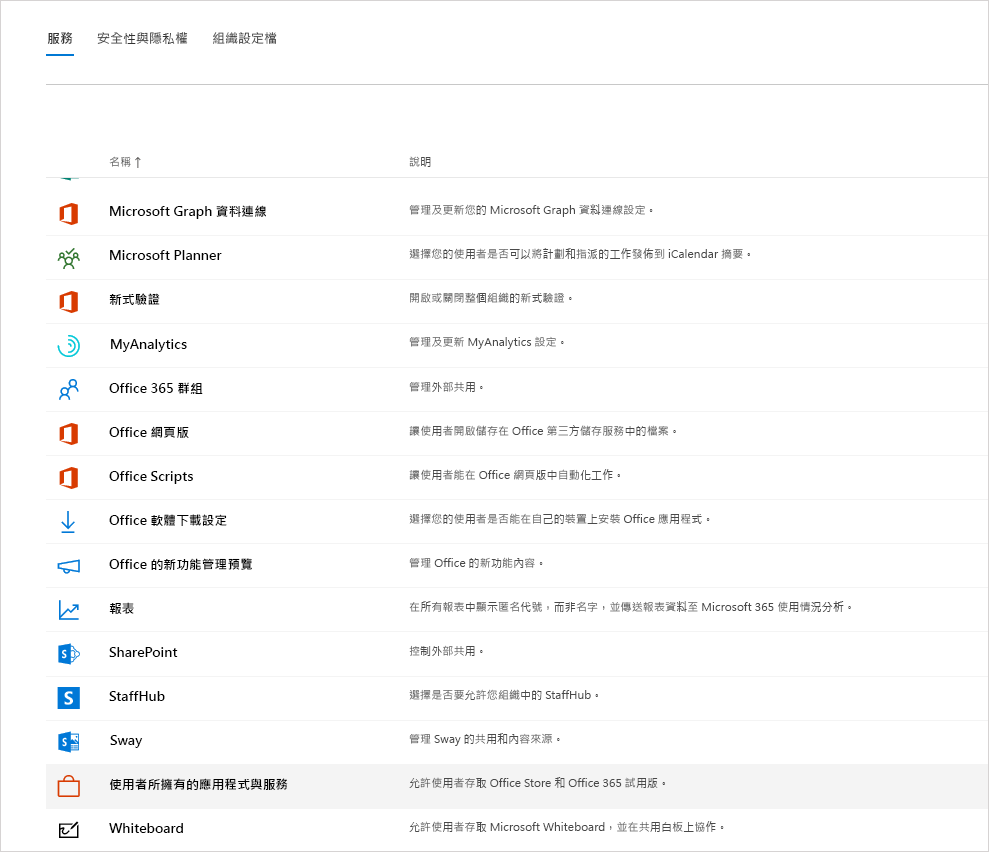 服務 安全性與隱私權 組織設定檔
名稱 ↑ 說明
Microsoft Graph 資料連線 管理及更新您的 Microsoft Graph 資料連線設定。
Microsoft Planner 選擇您的使用者是否可以將計劃和指派的工作發佈到 iCalendar 摘要。
新式驗證 開啟或關閉整個組織的新式驗證。
MyAnalytics 管理及更新 MyAnalytics 設定。
Office 365 群組 管理外部共用。
Office 網頁版 讓使用者開啟儲存在 Office 第三方儲存服務中的檔案。
Office Scripts 讓使用者能在 Office 網頁版中自動化工作。
Office 軟體下載設定 選擇您的使用者是否能在自己的裝置上安裝 Office 應用程式。
Office 的新功能管理預覽 管理 Office 的新功能內容。
報表 在所有報表中顯示匿名代號，而非名字，並傳送報表資料至 Microsoft 365 使用情況分析。
SharePoint 控制外部共用。
StaffHub 選擇是否要允許您組織中的 StaffHub。
Sway 管理 Sway 的共用和內容來源。
使用者所擁有的應用程式與服務 允許使用者存取 Office Store 和 Office 365 試用版。
Whiteboard 允許使用者存取 Microsoft Whiteboard，並在共用白板上協作。